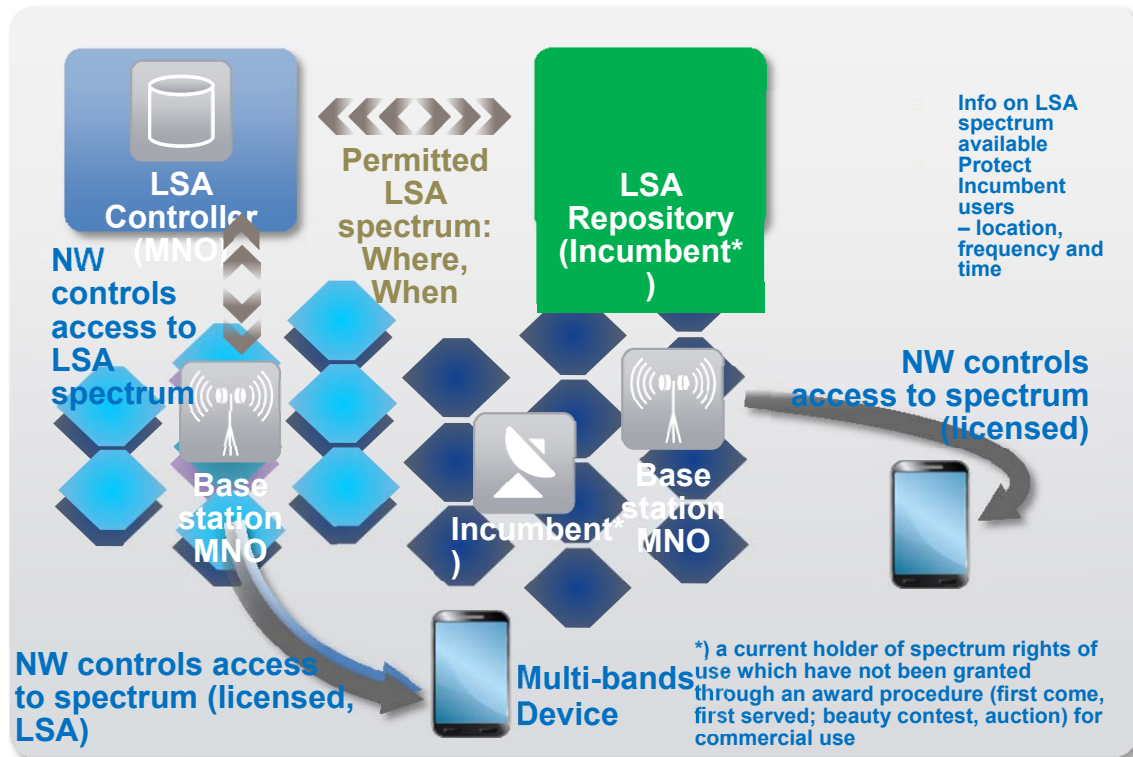 LSA
Controller
(MNO)
Permitted
LSA
spectrum:
Where,
When
LSA
Repository
(Incumbent*
)
Info on LSA
spectrum
available
Protect
Incumbent
users
– location,
frequency and
time
NW
controls
access to
LSA
spectrum
NW controls
access to spectrum
(licensed)
Base
station
MNO
Incumbent*
)
Base
station
MNO
NW controls access
to spectrum (licensed,
LSA)
Multi-bands
Device
*) a current holder of spectrum rights of
use which have not been granted
through an award procedure (first come,
first served; beauty contest, auction) for
commercial use